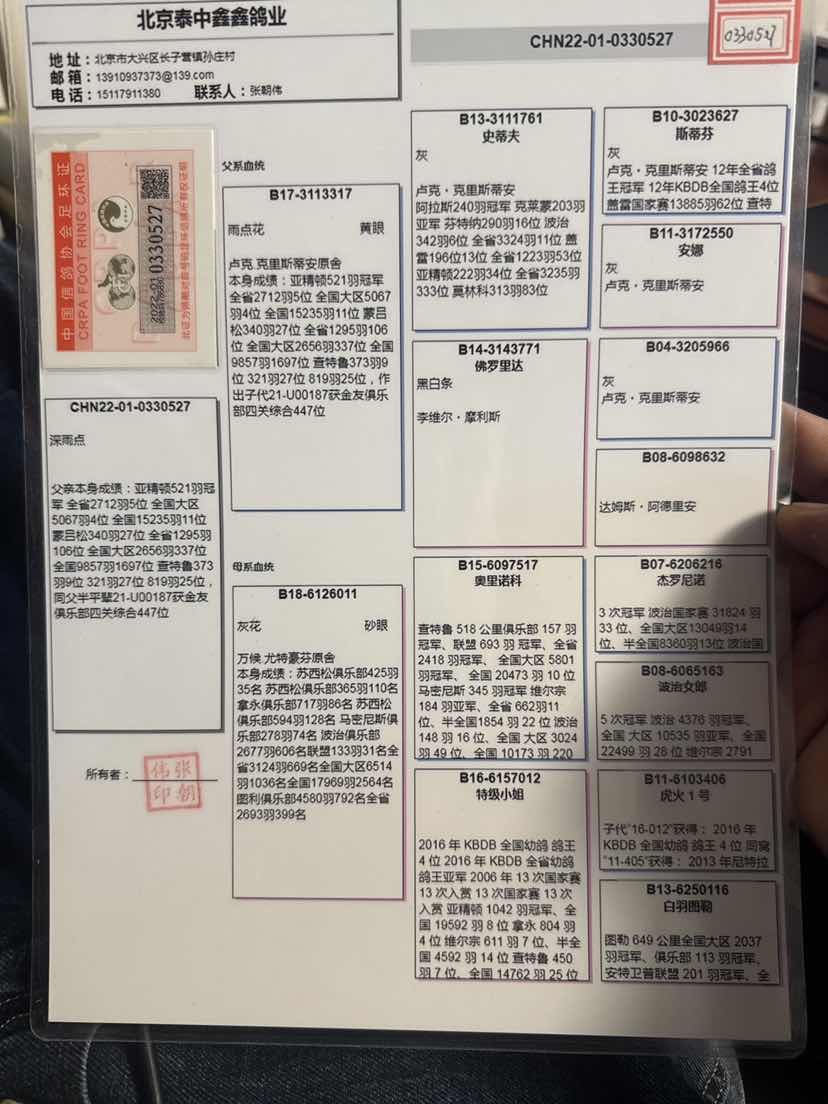 北京泰中鑫鑫鸽业
地址：北京市大兴区长子营镇孙庄村
邮箱：13910937373@139.com
电话：15117911380 联系人：张朝伟
CHN22-01-0330527
0330527
中国信鸽协会足环证
CRPA FOOT RING CARD
2022-01 0330527
CHN22-01-0330527
深雨点
父亲本身成绩：亚精顿521羽冠
军 全省2712羽5位 全国大区
5067羽4位 全国15235羽11位
蒙吕松340羽27位 全省1295羽
106位 全国大区2656羽337位
全国9857羽1697位 查特鲁373
羽9位 321羽27位 819羽25位，
同父半平辈21-U00187获金友俱
乐部四关综合447位
所有者：
伟张
印朝
父系血统
B17-3113317
雨点花 黄眼
卢克 克里斯蒂安原舍
本身成绩：亚精顿521羽冠军
全省2712羽5位 全国大区5067
羽4位 全国15235羽11位 蒙吕
松340羽27位 全省1295羽106
位 全国大区2656羽337位 全国
9857羽1697位 查特鲁373羽9
位 321羽27位 819羽25位，作
出子代21-U00187获金友俱乐
部四关综合447位
母系血统
B18-6126011
灰花 砂眼
万候 尤特豪芬原舍
本身成绩：苏西松俱乐部425羽
35名 苏西松俱乐部365羽110名
拿永俱乐部717羽86名 苏西松
俱乐部594羽128名 马密尼斯俱
乐部278羽74名 波治俱乐部
2677羽606名联盟133羽31名全
省3124羽669名全国大区6514
羽1036名全国17969羽2564名
图利俱乐部4580羽792名全省
2693羽399名
B13-3111761
史蒂夫
灰
卢克·克里斯蒂安
阿拉斯240羽冠军 克莱蒙203羽
亚军 芬特纳290羽16位 波治
342羽6位 全省3324羽11位 盖
雷196位13位 全省1223羽53位
亚精顿222羽34位 全省3235羽
333位 莫林科313羽83位
B14-3143771
佛罗里达
黑白条
李维尔·摩利斯
B15-6097517
奥里诺科
查特鲁 518 公里俱乐部 157 羽
冠军、联盟 693 羽 冠军、全省
2418 羽冠军、 全国大区 5801
羽冠军、 全国 20473 羽 10 位
马密尼斯 345 羽冠军 维尔宗
184 羽亚军、全省 662羽11
位、半全国1854 羽 22 位 波治
148 羽 16 位、全国 大区 3024
羽 49 位、全国 10173 羽 220
B16-6157012
特级小姐
2016 年 KBDB 全国幼鸽 鸽王
4 位 2016 年 KBDB 全省幼鸽
鸽王亚军 2006 年 13 次国家赛
13 次入赏 13 次国家赛 13 次
入赏 亚精顿 1042 羽冠军、全
国 19592 羽 8 位 拿永 804 羽
4 位 维尔宗 611 羽 7 位、半全
国 4592 羽 14 位 查特鲁 450
羽 7 位、全国 14762 羽 25 位
B10-3023627
斯蒂芬
灰
卢克·克里斯蒂安 12年全省鸽
王冠军 12年KBDB全国鸽王4位
盖雷国家赛13885羽62位 查特
B11-3172550
安娜
灰
卢克·克里斯蒂安
B04-3205966
灰
卢克·克里斯蒂安
B08-6098632
达姆斯·阿德里安
B07-6206216
杰罗尼诺
3 次冠军 波治国家赛 31824 羽
33 位、全国大区13049羽14
位、半全国8360羽13位 波治国
B08-6065163
波治女郎
5 次冠军 波治 4376 羽冠军、
全国 大区 10535 羽亚军、全国
22499 羽 28 位 维尔宗 2791
B11-6103406
虎火 1 号
子代“16-012”获得： 2016 年
KBDB 全国幼鸽 鸽王 4 位 同窝
“11-405”获得： 2013 年尼特拉
B13-6250116
白羽图勒
图勒 649 公里全国大区 2037
羽冠军、俱乐部 113 羽冠军、
安特卫普联盟 201 羽冠军、全